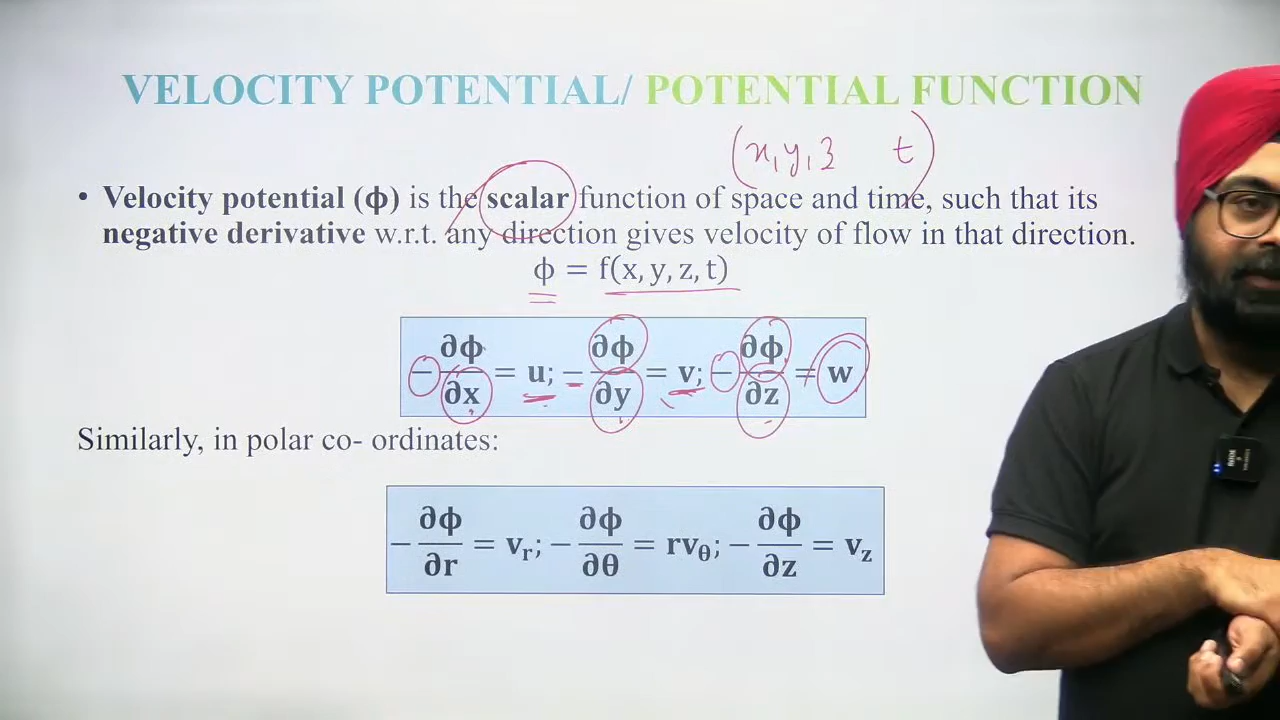 VELOCITY POTENTIAL/ POTENTIAL FUNCTION
(x, y, z t)
• Velocity potential (ϕ) is the scalar function of space and time, such that its
negative derivative w.r.t. any direction gives velocity of flow in that direction.
ϕ = f(x, y, z, t)
− ∂ϕ/∂x = u; − ∂ϕ/∂y = v; − ∂ϕ/∂z = w
Similarly, in polar co- ordinates:
− ∂ϕ/∂r = vᵣ; − ∂ϕ/∂θ = rv_θ; − ∂ϕ/∂z = v_z